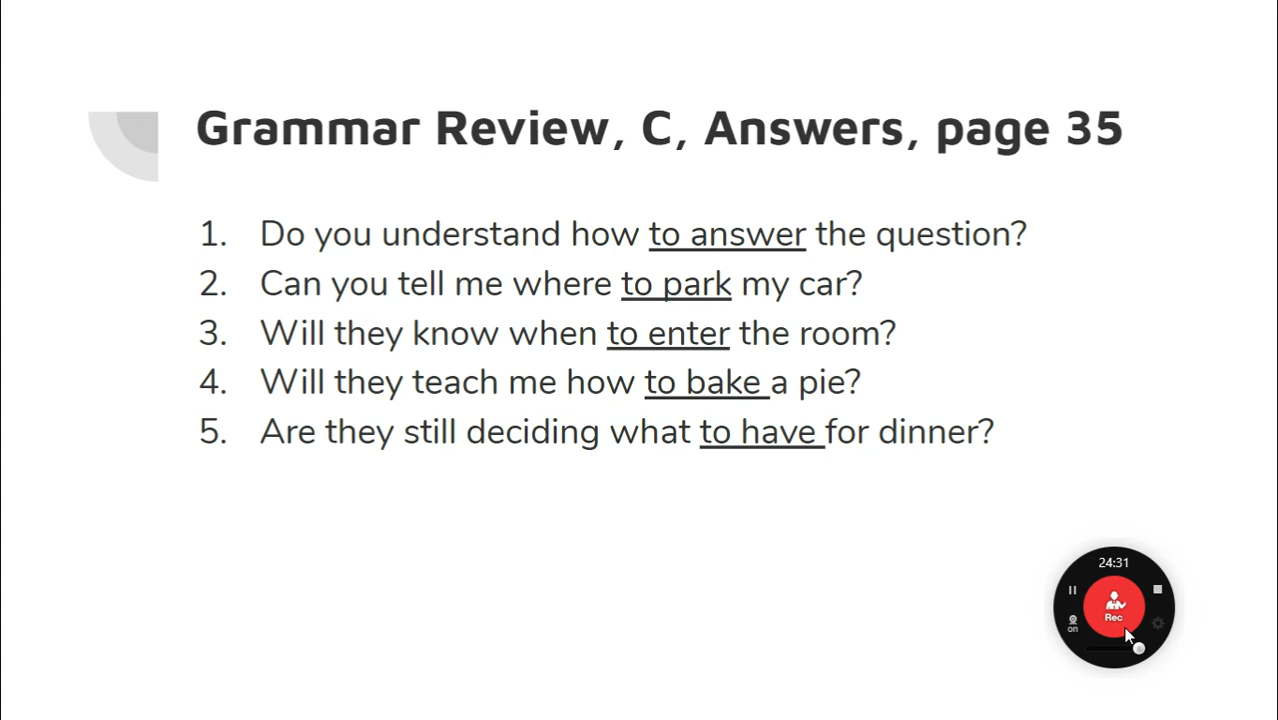 Grammar Review, C, Answers, page 35
1. Do you understand how to answer the question?
2. Can you tell me where to park my car?
3. Will they know when to enter the room?
4. Will they teach me how to bake a pie?
5. Are they still deciding what to have for dinner?
24:31
Rec
on